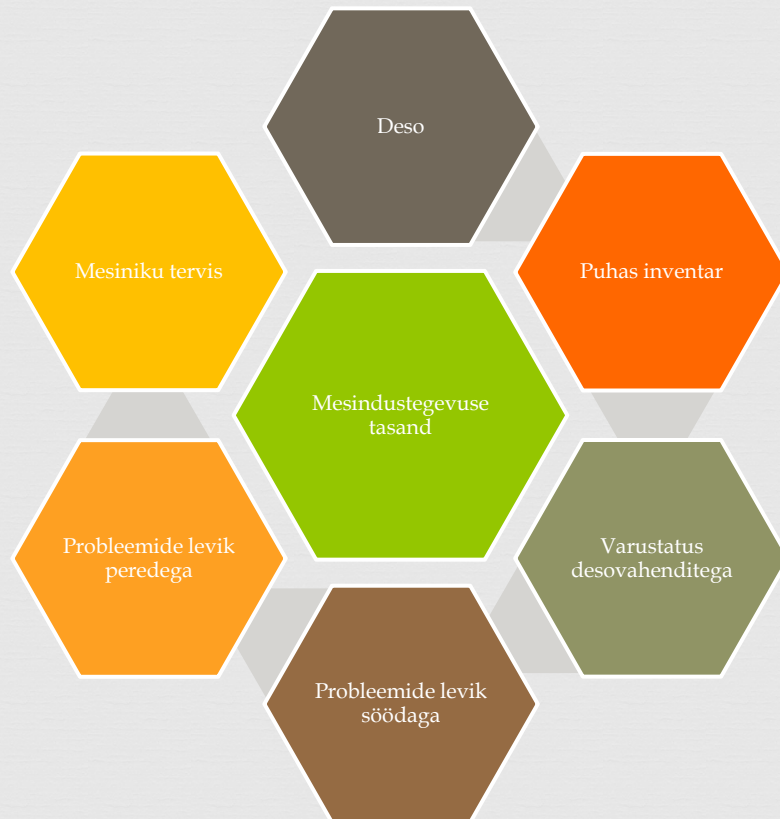 Deso
Mesiniku tervis
Puhas inventar
Mesindustegevuse
tasand
Probleemide levik
peredega
Varustatus
desovahenditega
Probleemide levik
söödaga